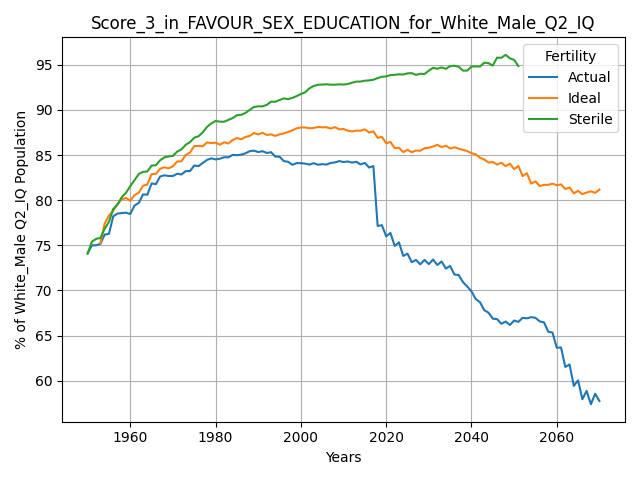 Score_3_in_FAVOUR_SEX_EDUCATION_for_White_Male_Q2_IQ
% of White_Male Q2_IQ Population
95
90
85
80
75
70
65
60
1960
1980
2000
2020
2040
2060
Years
Fertility
Actual
Ideal
Sterile